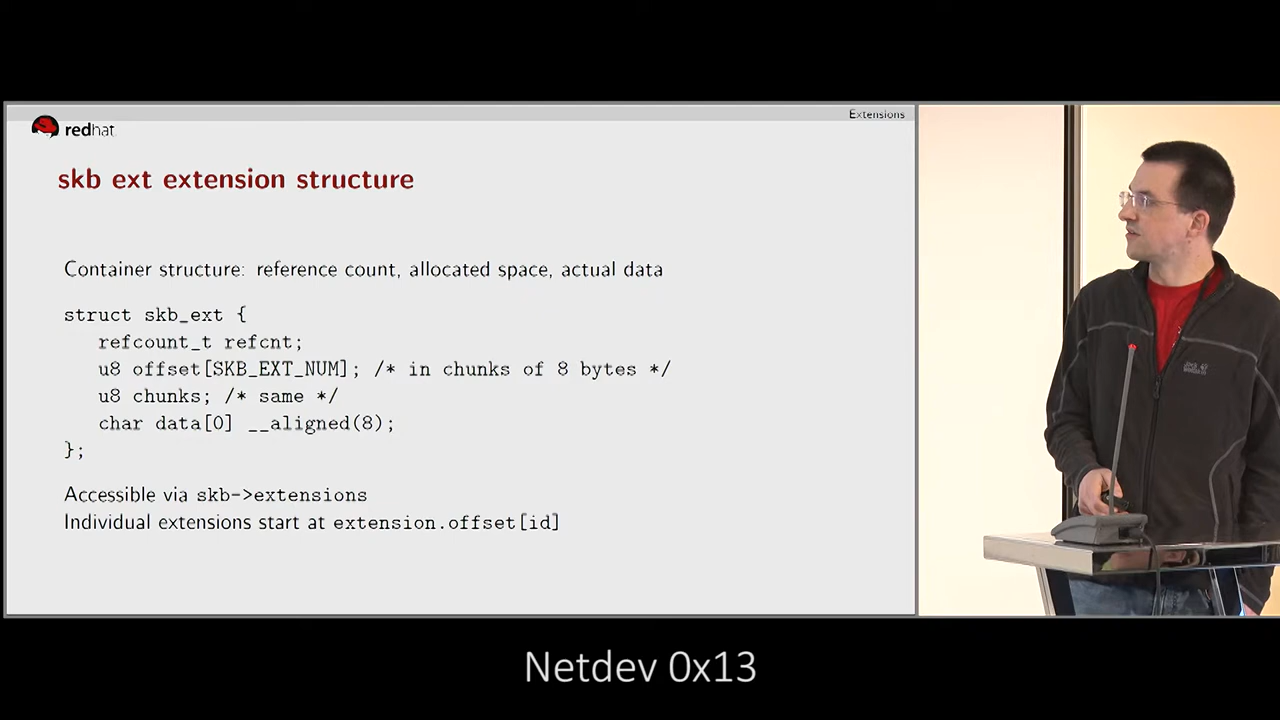 Extensions
redhat
skb ext extension structure
Container structure: reference count, allocated space, actual data
struct skb_ext {
refcount_t refcnt;
u8 offset[SKB_EXT_NUM]; /* in chunks of 8 bytes */
u8 chunks; /* same */
char data[0] __aligned(8);
};
Accessible via skb->extensions
Individual extensions start at extension.offset[id]
Netdev 0x13